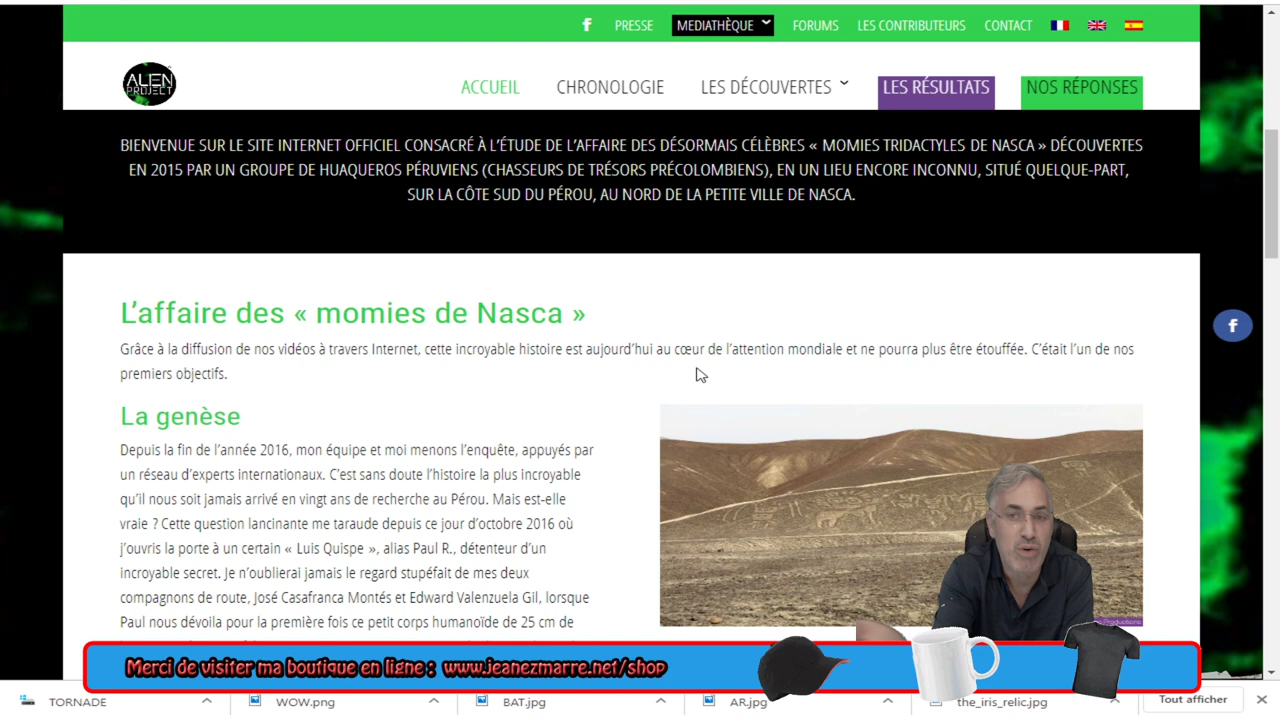 f PRESSE MEDIATHÈQUE FORUMS LES CONTRIBUTEURS CONTACT
ALIEN PROJECT
ACCUEIL CHRONOLOGIE LES DÉCOUVERTES LES RÉSULTATS NOS RÉPONSES
BIENVENUE SUR LE SITE INTERNET OFFICIEL CONSACRÉ À L’ÉTUDE DE L’AFFAIRE DES DÉSORMAIS CÉLÈBRES « MOMIES TRIDACTYLES DE NASCA » DÉCOUVERTES
EN 2015 PAR UN GROUPE DE HUAQUEROS PÉRUVIENS (CHASSEURS DE TRÉSORS PRÉCOLOMBIENS), EN UN LIEU ENCORE INCONNU, SITUÉ QUELQUE-PART,
SUR LA CÔTE SUD DU PÉROU, AU NORD DE LA PETITE VILLE DE NASCA.
L’affaire des « momies de Nasca »
Grâce à la diffusion de nos vidéos à travers Internet, cette incroyable histoire est aujourd’hui au cœur de l’attention mondiale et ne pourra plus être étouffée. C’était l’un de nos
premiers objectifs.
La genèse
Depuis la fin de l’année 2016, mon équipe et moi menons l’enquête, appuyés par
un réseau d’experts internationaux. C’est sans doute l’histoire la plus incroyable
qu’il nous soit jamais arrivé en vingt ans de recherche au Pérou. Mais est-elle
vraie ? Cette question lancinante me taraude depuis ce jour d’octobre 2016 où
j’ouvris la porte à un certain « Luis Quispe », alias Paul R., détenteur d’un
incroyable secret. Je n’oublierai jamais le regard stupéfait de mes deux
compagnons de route, José Casafranca Montés et Edward Valenzuela Gil, lorsque
Paul nous dévoila pour la première fois ce petit corps humanoïde de 25 cm de
Productions
f
Merci de visiter ma boutique en ligne : www.jeanezmarre.net/shop
TORNADE WOW.png BAT.jpg AR.jpg the_iris_relic.jpg Tout afficher